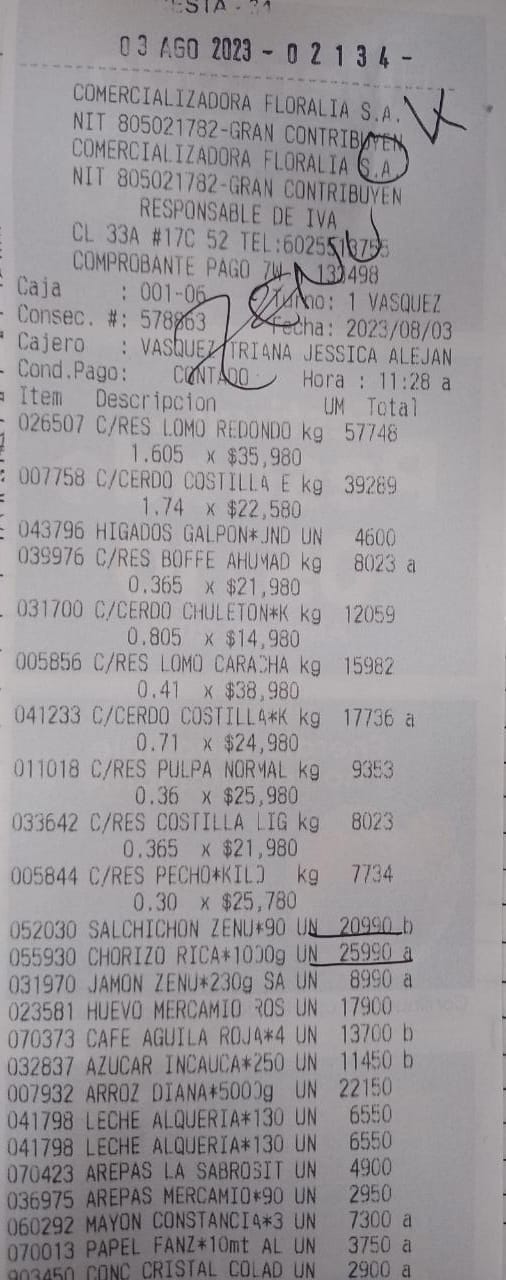 03 AGO 2023 - 02134 -
COMERCIALIZADORA FLORALIA S.A.
NIT 805021782-GRAN CONTRIBUYEN
COMERCIALIZADORA FLORALIA S.A.
NIT 805021782-GRAN CONTRIBUYEN
RESPONSABLE DE IVA
CL 33A #17C 52 TEL:
COMPROBANTE PAGO
Caja : 001-06 Turno: 1 VASQUEZ
Consec. #: 578863 Fecha: 2023/08/03
Cajero : VASQUEZ TRIANA JESSICA ALEJAN
Cond.Pago: CONTADO Hora : 11:28 a
Item Descripcion UM Total
026507 C/RES LOMO REDONDO kg 57748
1.605 x $35,980
007758 C/CERDO COSTILLA E kg 39289
1.74 x $22,580
043796 HIGADOS GALPON*UND UN 4600
039976 C/RES BOFFE AHUMAD kg 8023 a
0.365 x $21,980
031700 C/CERDO CHULETON*K kg 12059
0.805 x $14,980
005856 C/RES LOMO CARACHA kg 15982
0.41 x $38,980
041233 C/CERDO COSTILLA*K kg 17736 a
0.71 x $24,980
011018 C/RES PULPA NORMAL kg 9353
0.36 x $25,980
033642 C/RES COSTILLA LIG kg 8023
0.365 x $21,980
005844 C/RES PECHO*KILO kg 7734
0.30 x $25,780
052030 SALCHICHON ZENU*90 UN 20990 b
055930 CHORIZO RICA*1000g UN 25990 a
031970 JAMON ZENU*230g SA UN 8990 a
023581 HUEVO MERCAMIO ROS UN 17900
070373 CAFE AGUILA ROJA*4 UN 13700 b
032837 AZUCAR INCAUCA*250 UN 11450 b
007932 ARROZ DIANA*5000g UN 22150
041798 LECHE ALQUERIA*130 UN 6550
041798 LECHE ALQUERIA*130 UN 6550
070423 AREPAS LA SABROSIT UN 4900
036975 AREPAS MERCAMIO*90 UN 2950
060292 MAYON CONSTANCIA*3 UN 7300 a
070013 PAPEL FANZ*10mt AL UN 3750 a
903450 CONC CRISTAL COLAD UN 2900 a